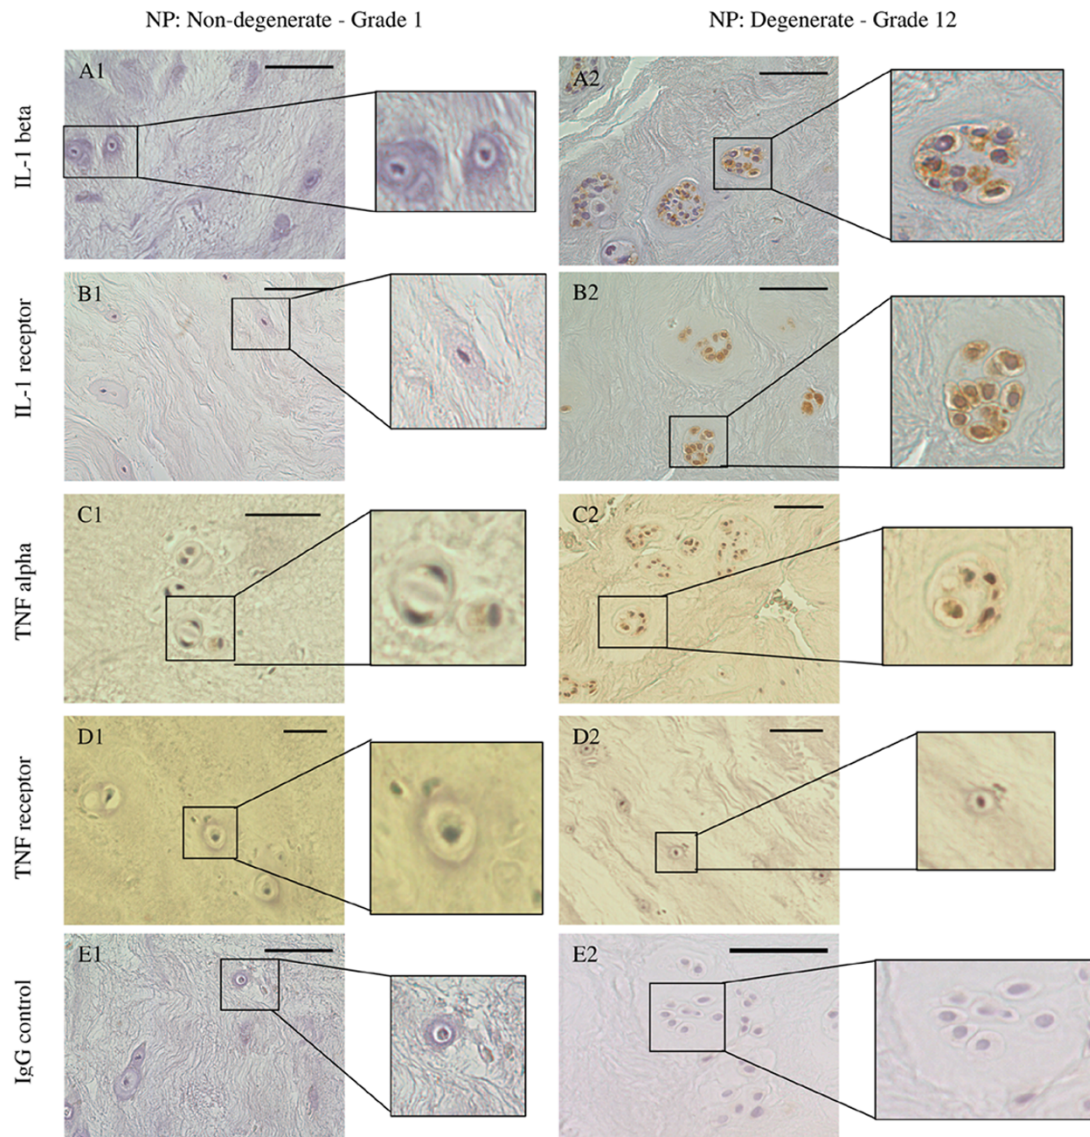 NP: Non-degenerate - Grade 1
NP: Degenerate - Grade 12
IL-1 beta
A1
A2
IL-1 receptor
B1
B2
TNF alpha
C1
C2
TNF receptor
D1
D2
IgG control
E1
E2